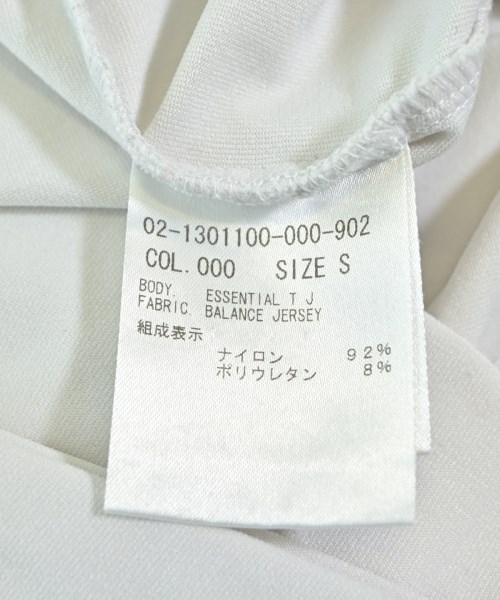 02-1301100-000-902
COL. 000 SIZE S
BODY. ESSENTIAL T J
FABRIC. BALANCE JERSEY
組成表示
ナイロン 92%
ポリウレタン 8%